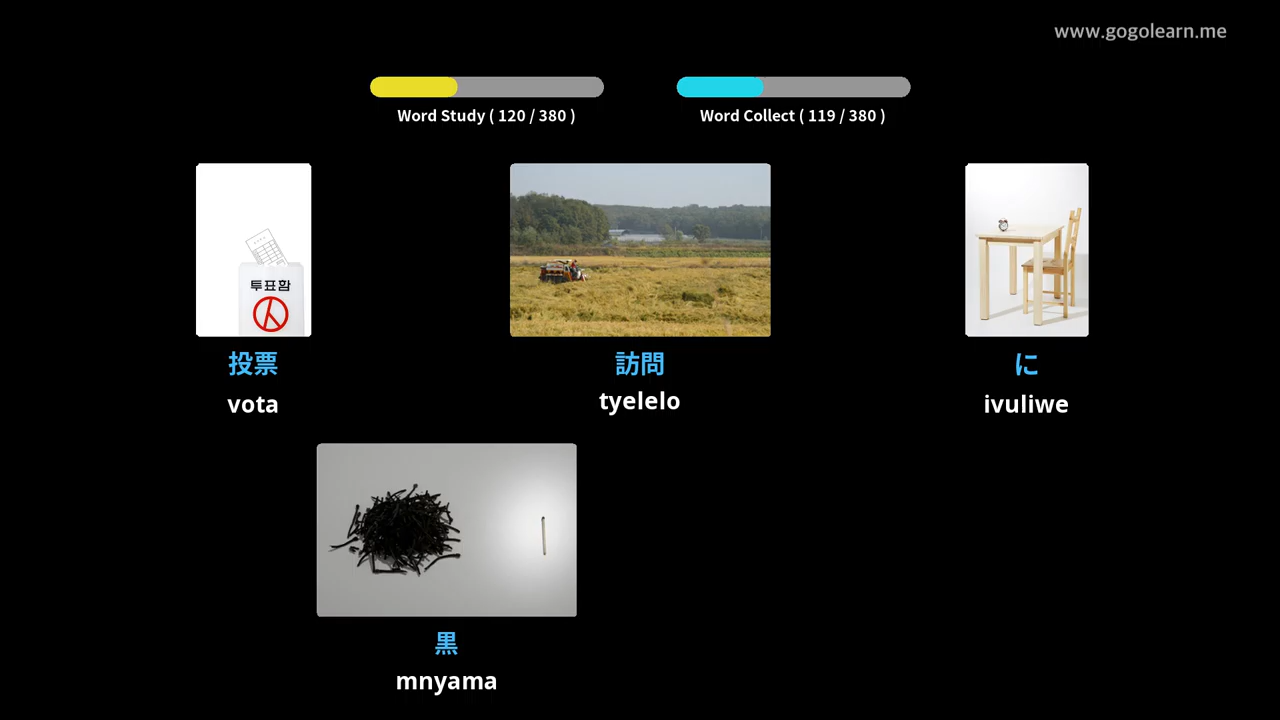 www.gogolearn.me
Word Study ( 120 / 380 )
Word Collect ( 119 / 380 )
투표함
投票
vota
訪問
tyelelo
に
ivuliwe
黒
mnyama